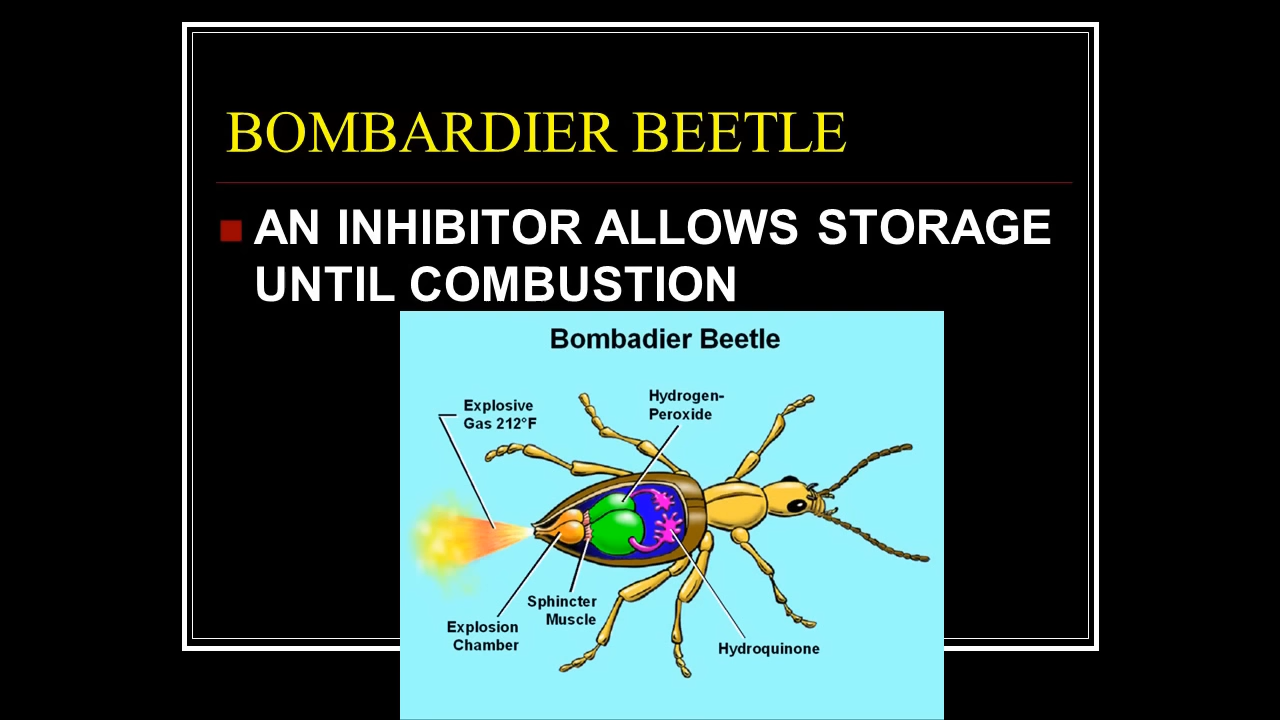 BOMBARDIER BEETLE
AN INHIBITOR ALLOWS STORAGE
UNTIL COMBUSTION
Bombadier Beetle
Explosive
Gas 212°F
Hydrogen-
Peroxide
Sphincter
Muscle
Explosion
Chamber
Hydroquinone